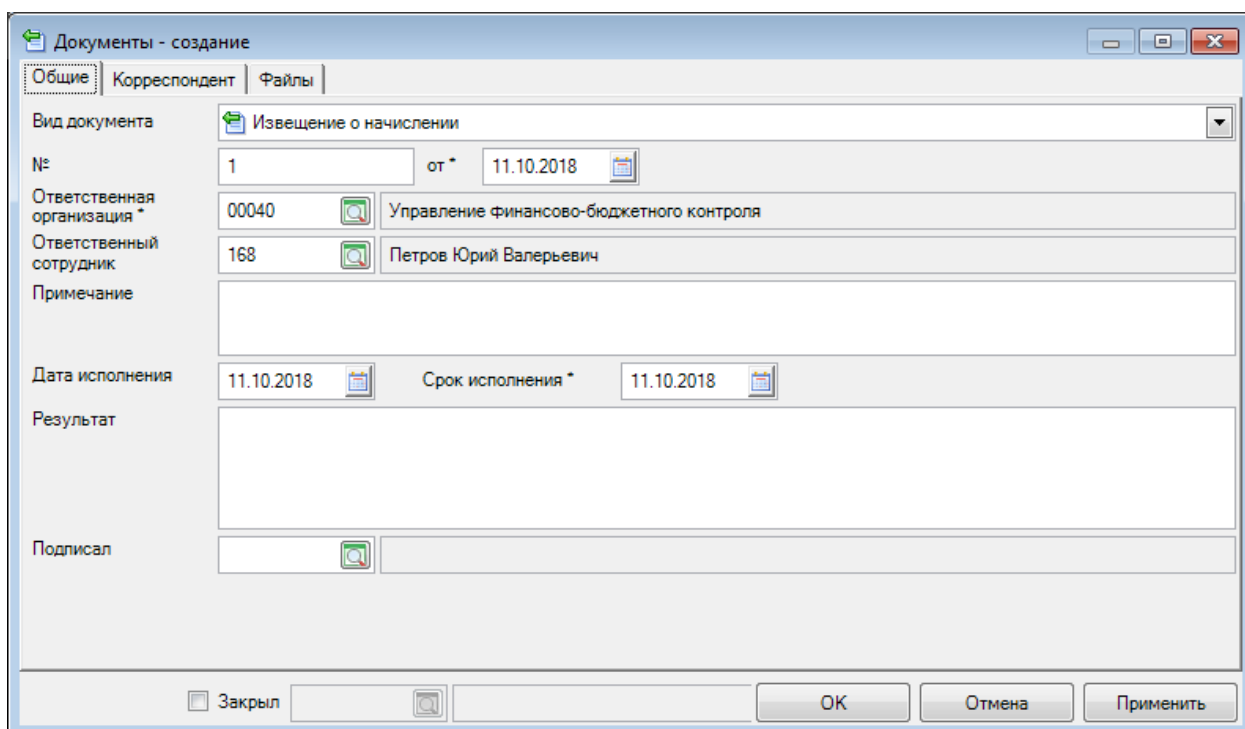 Документы - создание
Общие Корреспондент Файлы
Вид документа Извещение о начислении
№ 1 от * 11.10.2018
Ответственная
организация * 00040 Управление финансово-бюджетного контроля
Ответственный
сотрудник 168 Петров Юрий Валерьевич
Примечание
Дата исполнения 11.10.2018 Срок исполнения * 11.10.2018
Результат
Подписал
Закрыл OK Отмена Применить